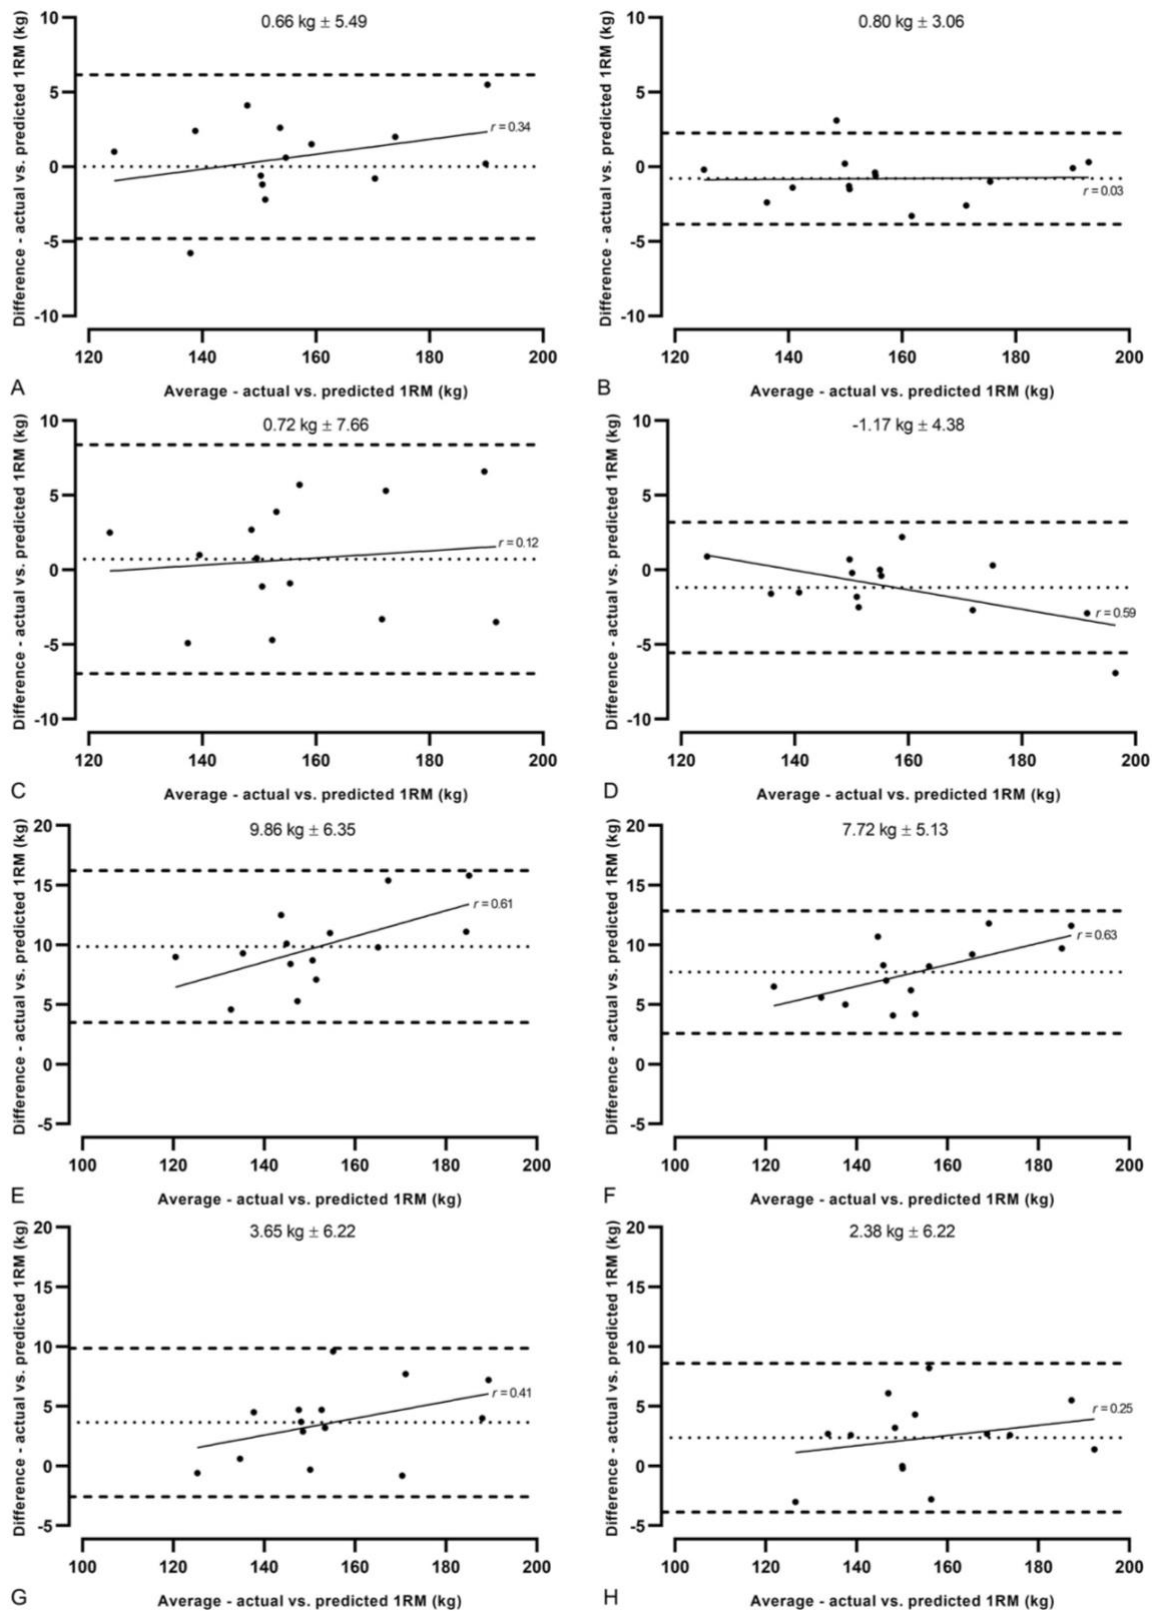 0.66 kg ± 5.49
Difference - actual vs. predicted 1RM (kg)
10
5
0
-5
-10
r = 0.34
120 140 160 180 200
A Average - actual vs. predicted 1RM (kg)
0.80 kg ± 3.06
Difference - actual vs. predicted 1RM (kg)
10
5
0
-5
-10
r = 0.03
120 140 160 180 200
B Average - actual vs. predicted 1RM (kg)
0.72 kg ± 7.66
Difference - actual vs. predicted 1RM (kg)
10
5
0
-5
-10
r = 0.12
120 140 160 180 200
C Average - actual vs. predicted 1RM (kg)
-1.17 kg ± 4.38
Difference - actual vs. predicted 1RM (kg)
10
5
0
-5
-10
r = 0.59
120 140 160 180 200
D Average - actual vs. predicted 1RM (kg)
9.86 kg ± 6.35
Difference - actual vs. predicted 1RM (kg)
20
15
10
5
0
-5
r = 0.61
100 120 140 160 180 200
E Average - actual vs. predicted 1RM (kg)
7.72 kg ± 5.13
Difference - actual vs. predicted 1RM (kg)
20
15
10
5
0
-5
r = 0.63
100 120 140 160 180 200
F Average - actual vs. predicted 1RM (kg)
3.65 kg ± 6.22
Difference - actual vs. predicted 1RM (kg)
20
15
10
5
0
-5
r = 0.41
100 120 140 160 180 200
G Average - actual vs. predicted 1RM (kg)
2.38 kg ± 6.22
Difference - actual vs. predicted 1RM (kg)
20
15
10
5
0
-5
r = 0.25
100 120 140 160 180 200
H Average - actual vs. predicted 1RM (kg)